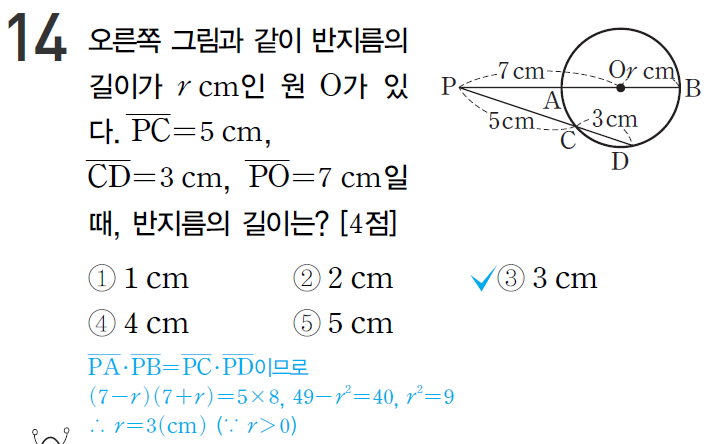 14 오른쪽 그림과 같이 반지름의
길이가 r cm인 원 O가 있
다. PC=5 cm,
CD=3 cm, PO=7 cm일
때, 반지름의 길이는? [4점]
7 cm
O
r cm
P
A
B
5cm
3cm
C
D
① 1 cm ② 2 cm ③ 3 cm
④ 4 cm ⑤ 5 cm
PA·PB=PC·PD이므로
(7-r)(7+r)=5×8, 49-r²=40, r²=9
∴ r=3(cm) (∵ r>0)